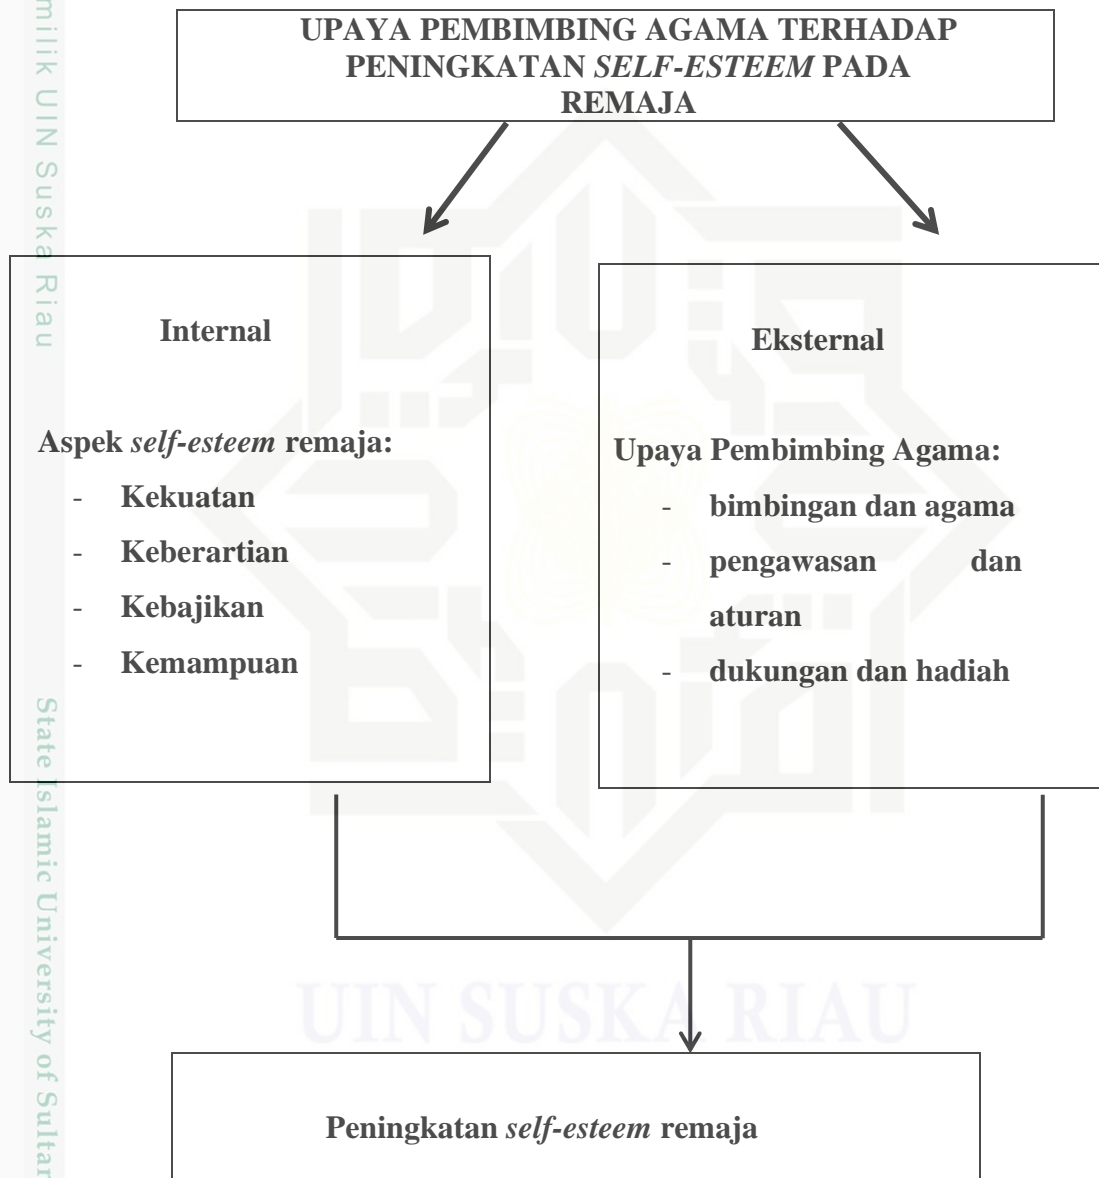 UPAYA PEMBIMBING AGAMA TERHADAP
PENINGKATAN SELF-ESTEEM PADA
REMAJA
Internal
Aspek self-esteem remaja:
- Kekuatan
- Keberartian
- Kebajikan
- Kemampuan
Eksternal
Upaya Pembimbing Agama:
- bimbingan dan agama
- pengawasan dan
aturan
- dukungan dan hadiah
Peningkatan self-esteem remaja
UIN SUSKA RIAU
milik UIN Suska Riau
State Islamic University of Sultan